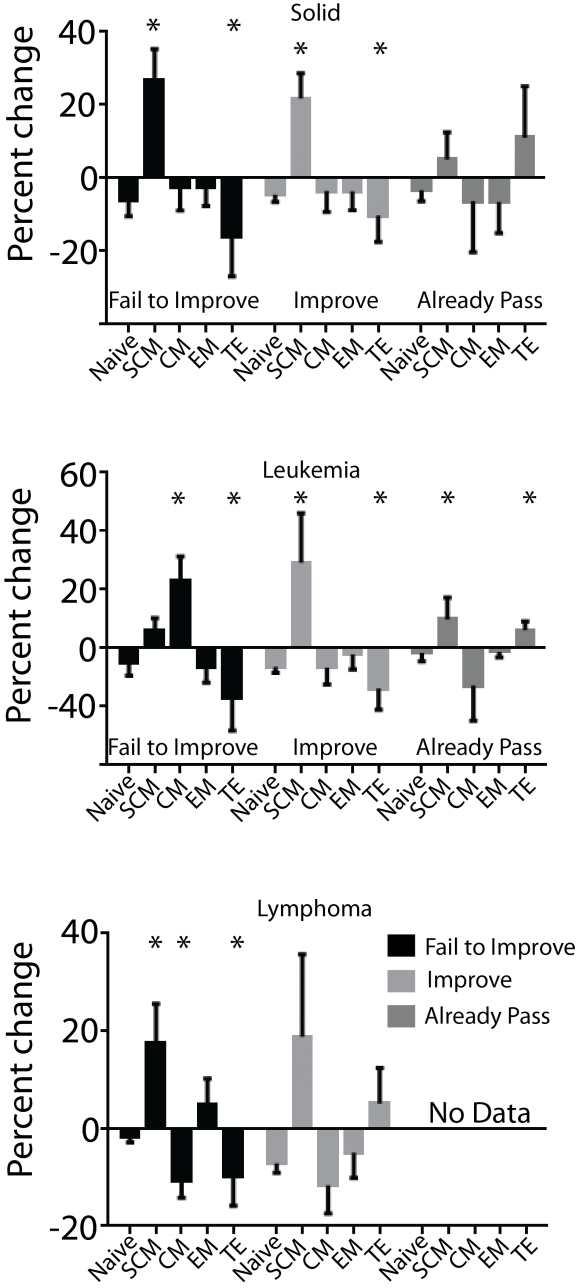 Solid
Percent change
40
20
0
-20
* * * *
Fail to Improve Improve Already Pass
Naive SCM CM EM TE Naive SCM CM EM TE Naive SCM CM EM TE
Leukemia
Percent change
60
40
20
0
-40
* * * * * *
Fail to Improve Improve Already Pass
Naive SCM CM EM TE Naive SCM CM EM TE Naive SCM CM EM TE
Lymphoma
Percent change
40
20
0
-20
* * *
Fail to Improve
Improve
Already Pass
No Data
Naive SCM CM EM TE Naive SCM CM EM TE Naive SCM CM EM TE